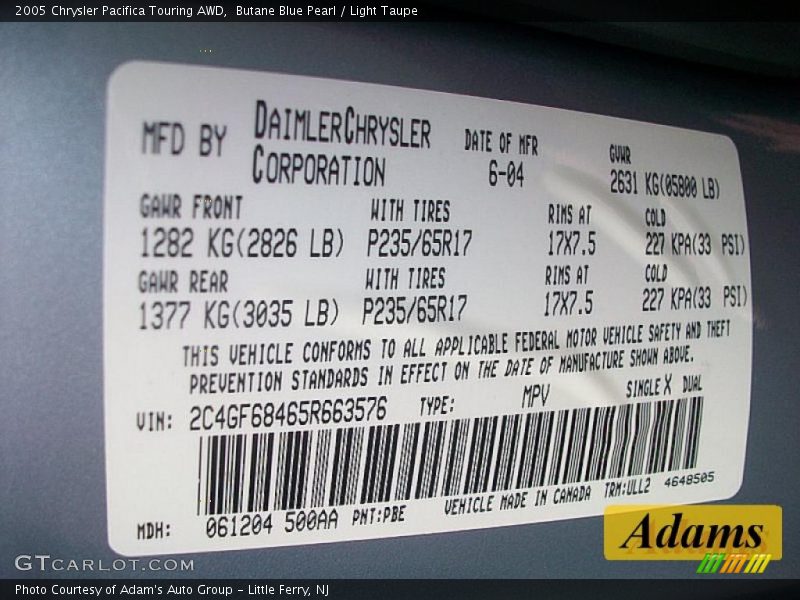 2005 Chrysler Pacifica Touring AWD,  Butane Blue Pearl / Light Taupe
MFD BY DAIMLERCHRYSLER CORPORATION DATE OF MFR 6-04 GVWR 2631 KG(05800 LB)
GAWR FRONT WITH TIRES RIMS AT COLD
1282 KG(2826 LB) P235/65R17 17X7.5 227 KPA(33 PSI)
GAWR REAR WITH TIRES RIMS AT COLD
1377 KG(3035 LB) P235/65R17 17X7.5 227 KPA(33 PSI)
THIS VEHICLE CONFORMS TO ALL APPLICABLE FEDERAL MOTOR VEHICLE SAFETY AND THEFT
PREVENTION STANDARDS IN EFFECT ON THE DATE OF MANUFACTURE SHOWN ABOVE.
VIN: 2C4GF68465R663576 TYPE: MPV SINGLE X DUAL
MDH: 061204 500AA PNT:PBE VEHICLE MADE IN CANADA TRM:ULL2 4648505
Adams
GTCARLOT.COM
Photo Courtesy of Adam's Auto Group - Little Ferry, NJ